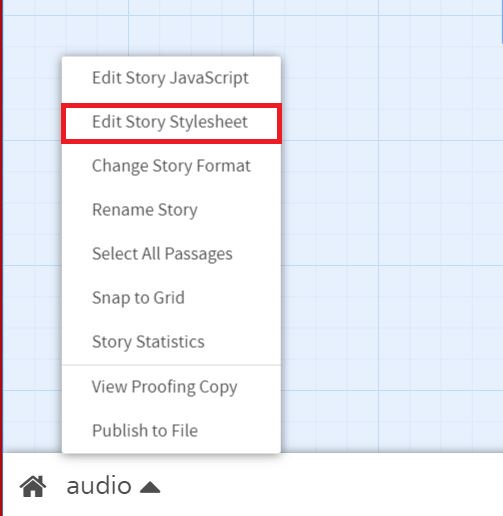 Edit Story JavaScript
Edit Story Stylesheet
Change Story Format
Rename Story
Select All Passages
Snap to Grid
Story Statistics
View Proofing Copy
Publish to File
audio